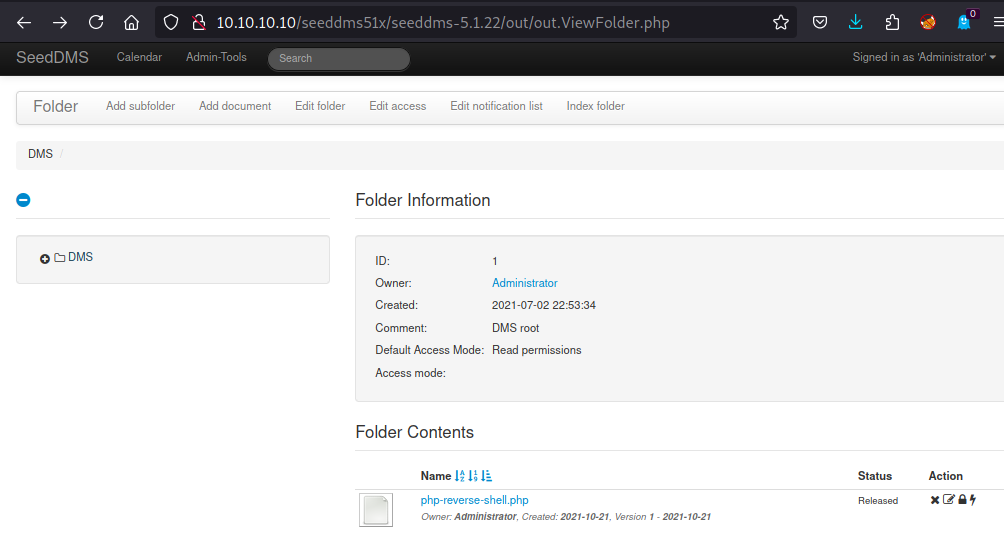 0
10.10.10.10/seeddms51x/seeddms-5.1.22/out/out.ViewFolder.php
SeedDMS Calendar Admin-Tools Search Signed in as 'Administrator'
Folder Add subfolder Add document Edit folder Edit access Edit notification list Index folder
DMS /
Folder Information
DMS
ID: 1
Owner: Administrator
Created: 2021-07-02 22:53:34
Comment: DMS root
Default Access Mode: Read permissions
Access mode:
Folder Contents
Name Status Action
php-reverse-shell.php Released
Owner: Administrator, Created: 2021-10-21, Version 1 - 2021-10-21